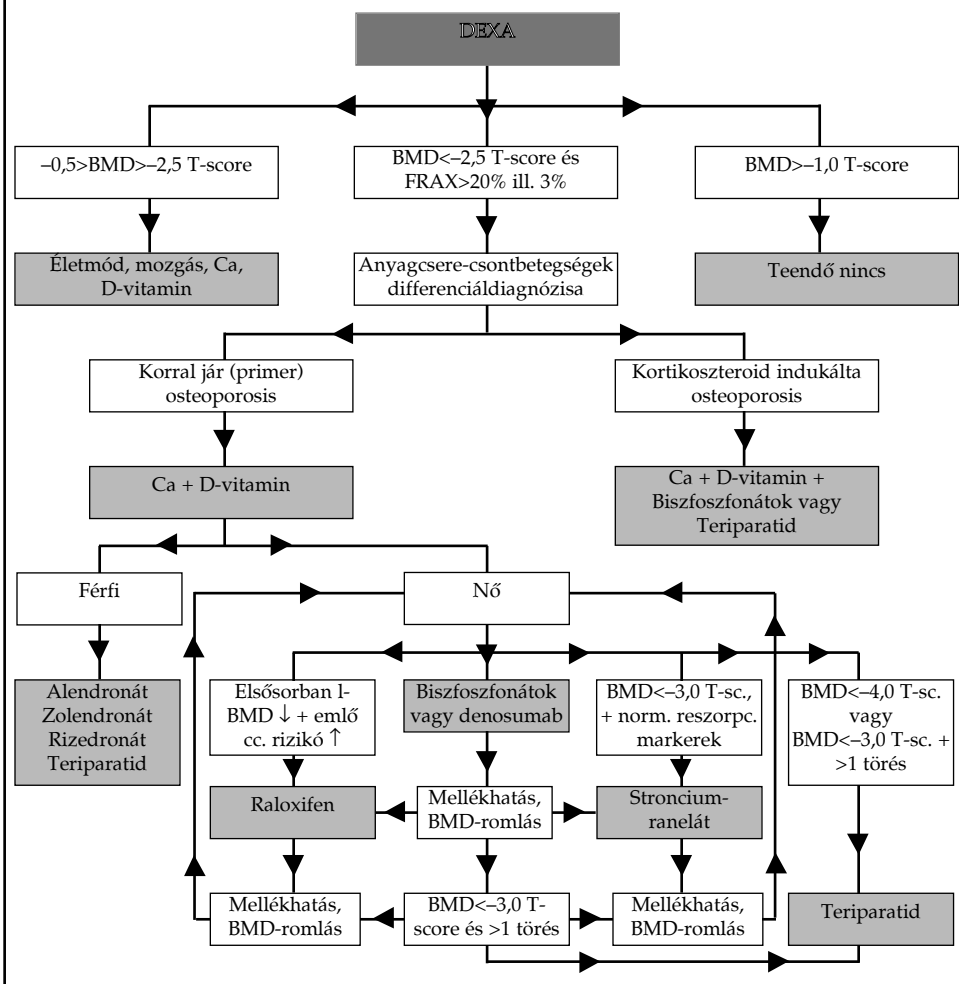 DEXA
–0,5>BMD>–2,5 T-score
BMD<–2,5 T-score és
FRAX>20% ill. 3%
BMD>–1,0 T-score
Életmód, mozgás, Ca,
D-vitamin
Anyagcsere-csontbetegségek
differenciáldiagnózisa
Teendő nincs
Korral jár (primer)
osteoporosis
Kortikoszteroid indukálta
osteoporosis
Ca + D-vitamin
Ca + D-vitamin +
Biszfoszfonátok vagy
Teriparatid
Férfi
Nő
Alendronát
Zolendronát
Rizedronát
Teriparatid
Elsősorban l-
BMD ↓ + emlő
cc. rizikó ↑
Biszfoszfonátok
vagy denosumab
BMD<–3,0 T-sc.,
+ norm. reszorpc.
markerek
BMD<–4,0 T-sc.
vagy
BMD<–3,0 T-sc. +
>1 törés
Raloxifen
Mellékhatás,
BMD-romlás
Stroncium-
ranelát
Mellékhatás,
BMD-romlás
BMD<–3,0 T-
score és >1 törés
Mellékhatás,
BMD-romlás
Teriparatid